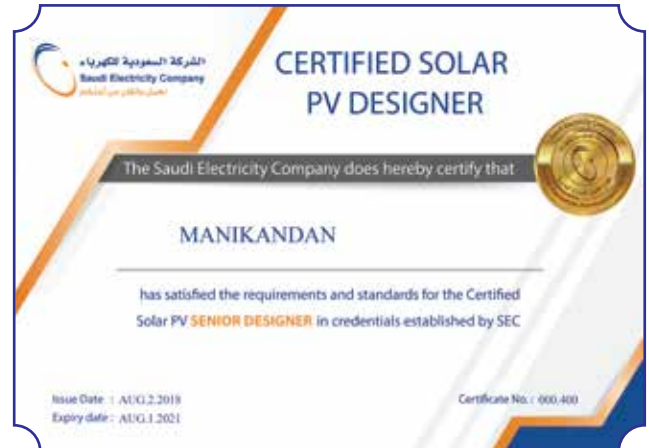 الشركة السعودية للكهرباء
Saudi Electricity Company
CERTIFIED SOLAR
PV DESIGNER
The Saudi Electricity Company does hereby certify that
MANIKANDAN
has satisfied the requirements and standards for the Certified
Solar PV SENIOR DESIGNER in credentials established by SEC
Issue Date : AUG.2.2018
Expiry date : AUG.1.2021
Certificate No. : 000.400